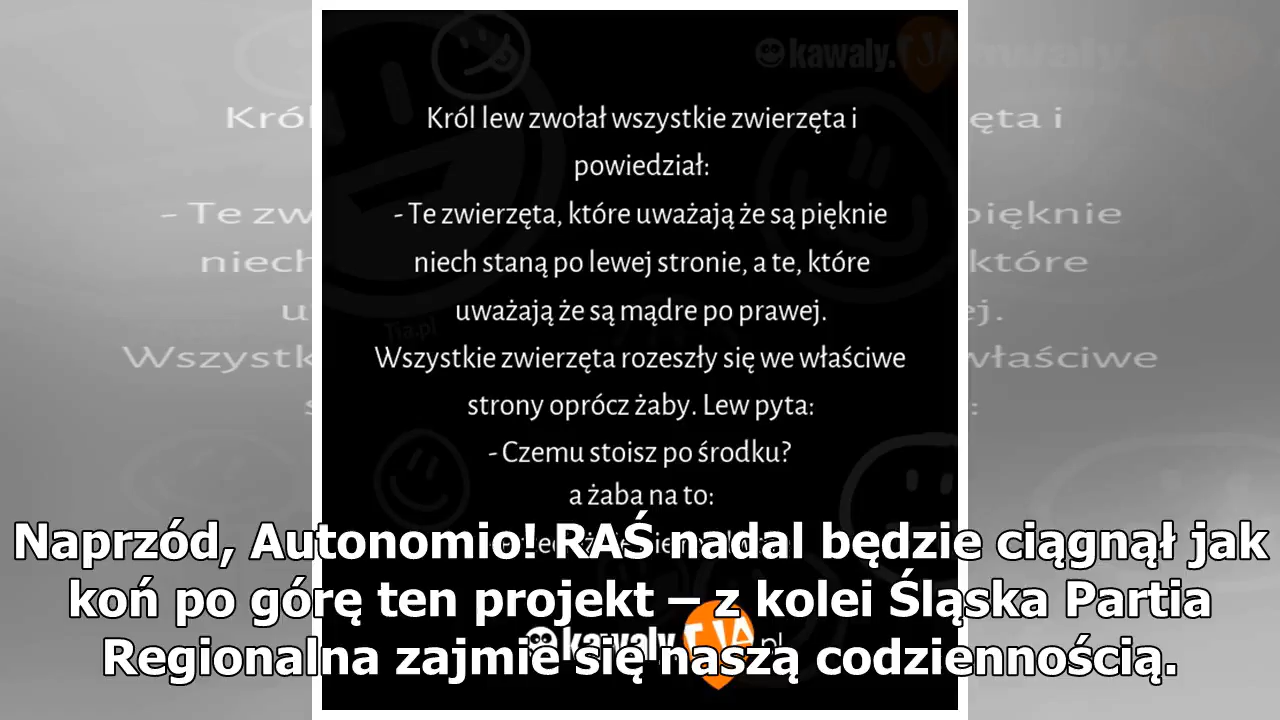 kawaly.TJA
Król lew zwołał wszystkie zwierzęta i
powiedział:
- Te zwierzęta, które uważają że są pięknie
niech staną po lewej stronie, a te, które
uważają że są mądre po prawej.
Wszystkie zwierzęta rozeszły się we właściwe
strony oprócz żaby. Lew pyta:
- Czemu stoisz po środku?
a żaba na to:
Naprzód, Autonomio! RAŚ nadal będzie ciągnął jak
koń po górę ten projekt – z kolei Śląska Partia
Regionalna zajmie się naszą codziennością.
kawaly.TJA.pl